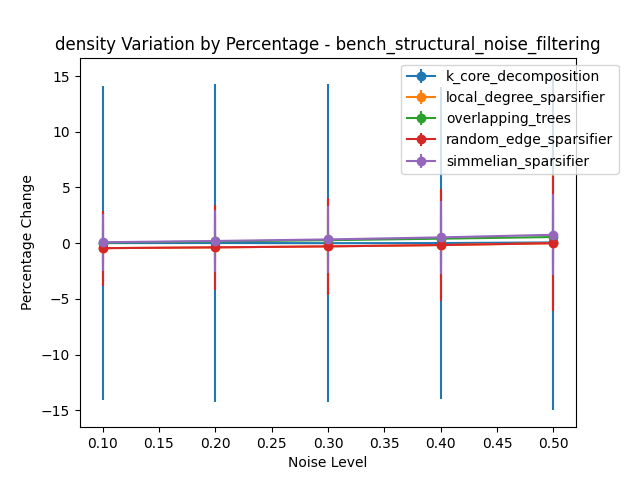 density Variation by Percentage - bench_structural_noise_filtering
k_core_decomposition
local_degree_sparsifier
overlapping_trees
random_edge_sparsifier
simmelian_sparsifier
Percentage Change
15
10
5
0
−5
−10
−15
0.10 0.15 0.20 0.25 0.30 0.35 0.40 0.45 0.50
Noise Level